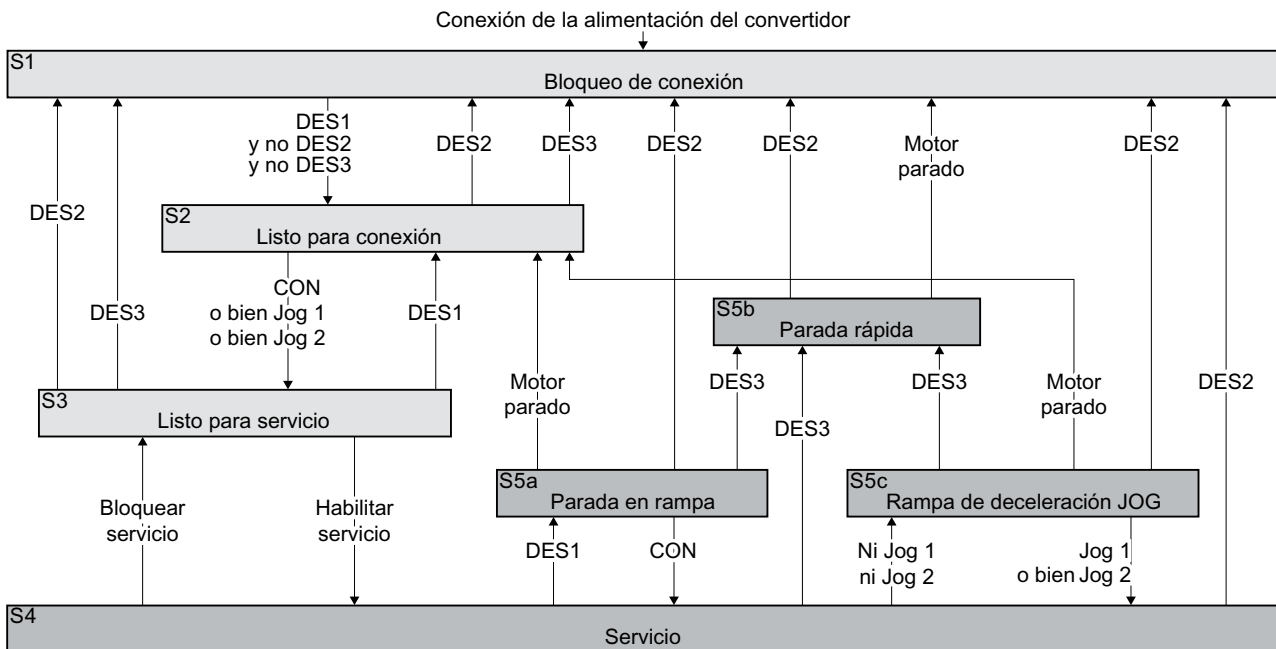 Conexión de la alimentación del convertidor
S1
Bloqueo de conexión
DES1
y no DES2
y no DES3
DES2
DES3
DES2
DES2
Motor
parado
DES2
DES2
S2
Listo para conexión
DES3
CON
o bien Jog 1
o bien Jog 2
DES1
S5b
Parada rápida
Motor
parado
DES3
DES3
Motor
parado
DES2
S3
Listo para servicio
DES3
S5a
Parada en rampa
S5c
Rampa de deceleración JOG
Bloquear
servicio
Habilitar
servicio
DES1
CON
Ni Jog 1
ni Jog 2
Jog 1
o bien Jog 2
S4
Servicio